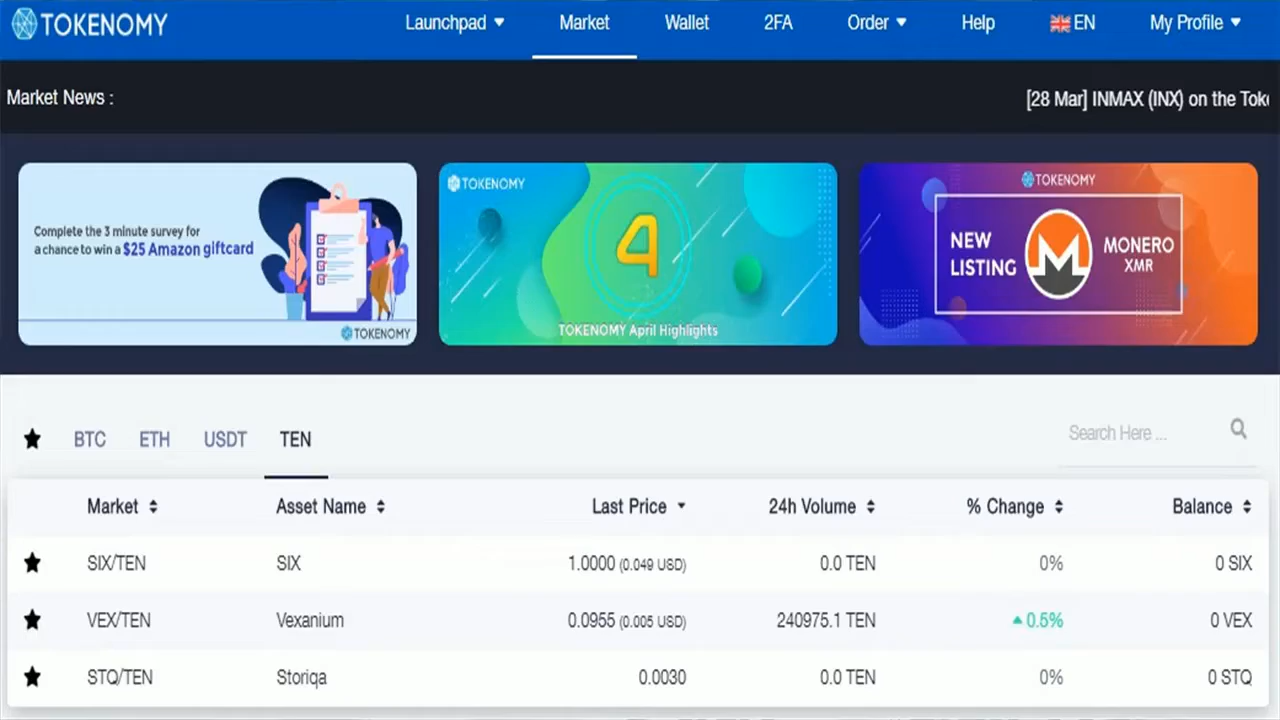 TOKENOMY Launchpad Market Wallet 2FA Order Help EN My Profile
Market News : [28 Mar] INMAX (INX) on the Toke
Complete the 3 minute survey for
a chance to win a $25 Amazon giftcard
TOKENOMY
TOKENOMY
4
TOKENOMY April Highlights
TOKENOMY
NEW
LISTING
MONERO
XMR
BTC ETH USDT TEN Search Here ...
Market Asset Name Last Price 24h Volume % Change Balance
SIX/TEN SIX 1.0000 (0.049 USD) 0.0 TEN 0% 0 SIX
VEX/TEN Vexanium 0.0955 (0.005 USD) 240975.1 TEN 0.5% 0 VEX
STQ/TEN Storiqa 0.0030 0.0 TEN 0% 0 STQ